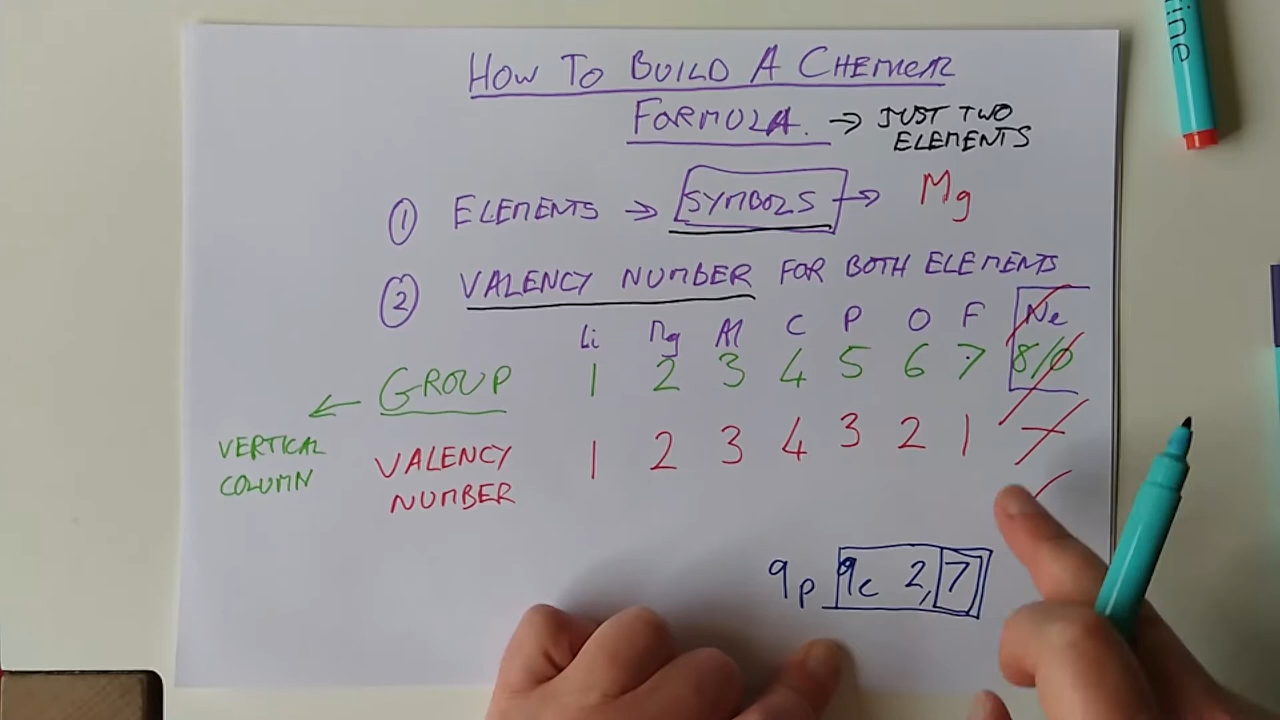 HOW TO BUILD A CHEMICAL
FORMULA. → JUST TWO
ELEMENTS
① ELEMENTS → SYMBOLS → Mg
② VALENCY NUMBER FOR BOTH ELEMENTS
Li Mg Al C P O F Ne
GROUP 1 2 3 4 5 6 7 8/0
VERTICAL
COLUMN
VALENCY
NUMBER
1 2 3 4 3 2 1
9p 9e 2,7
rine